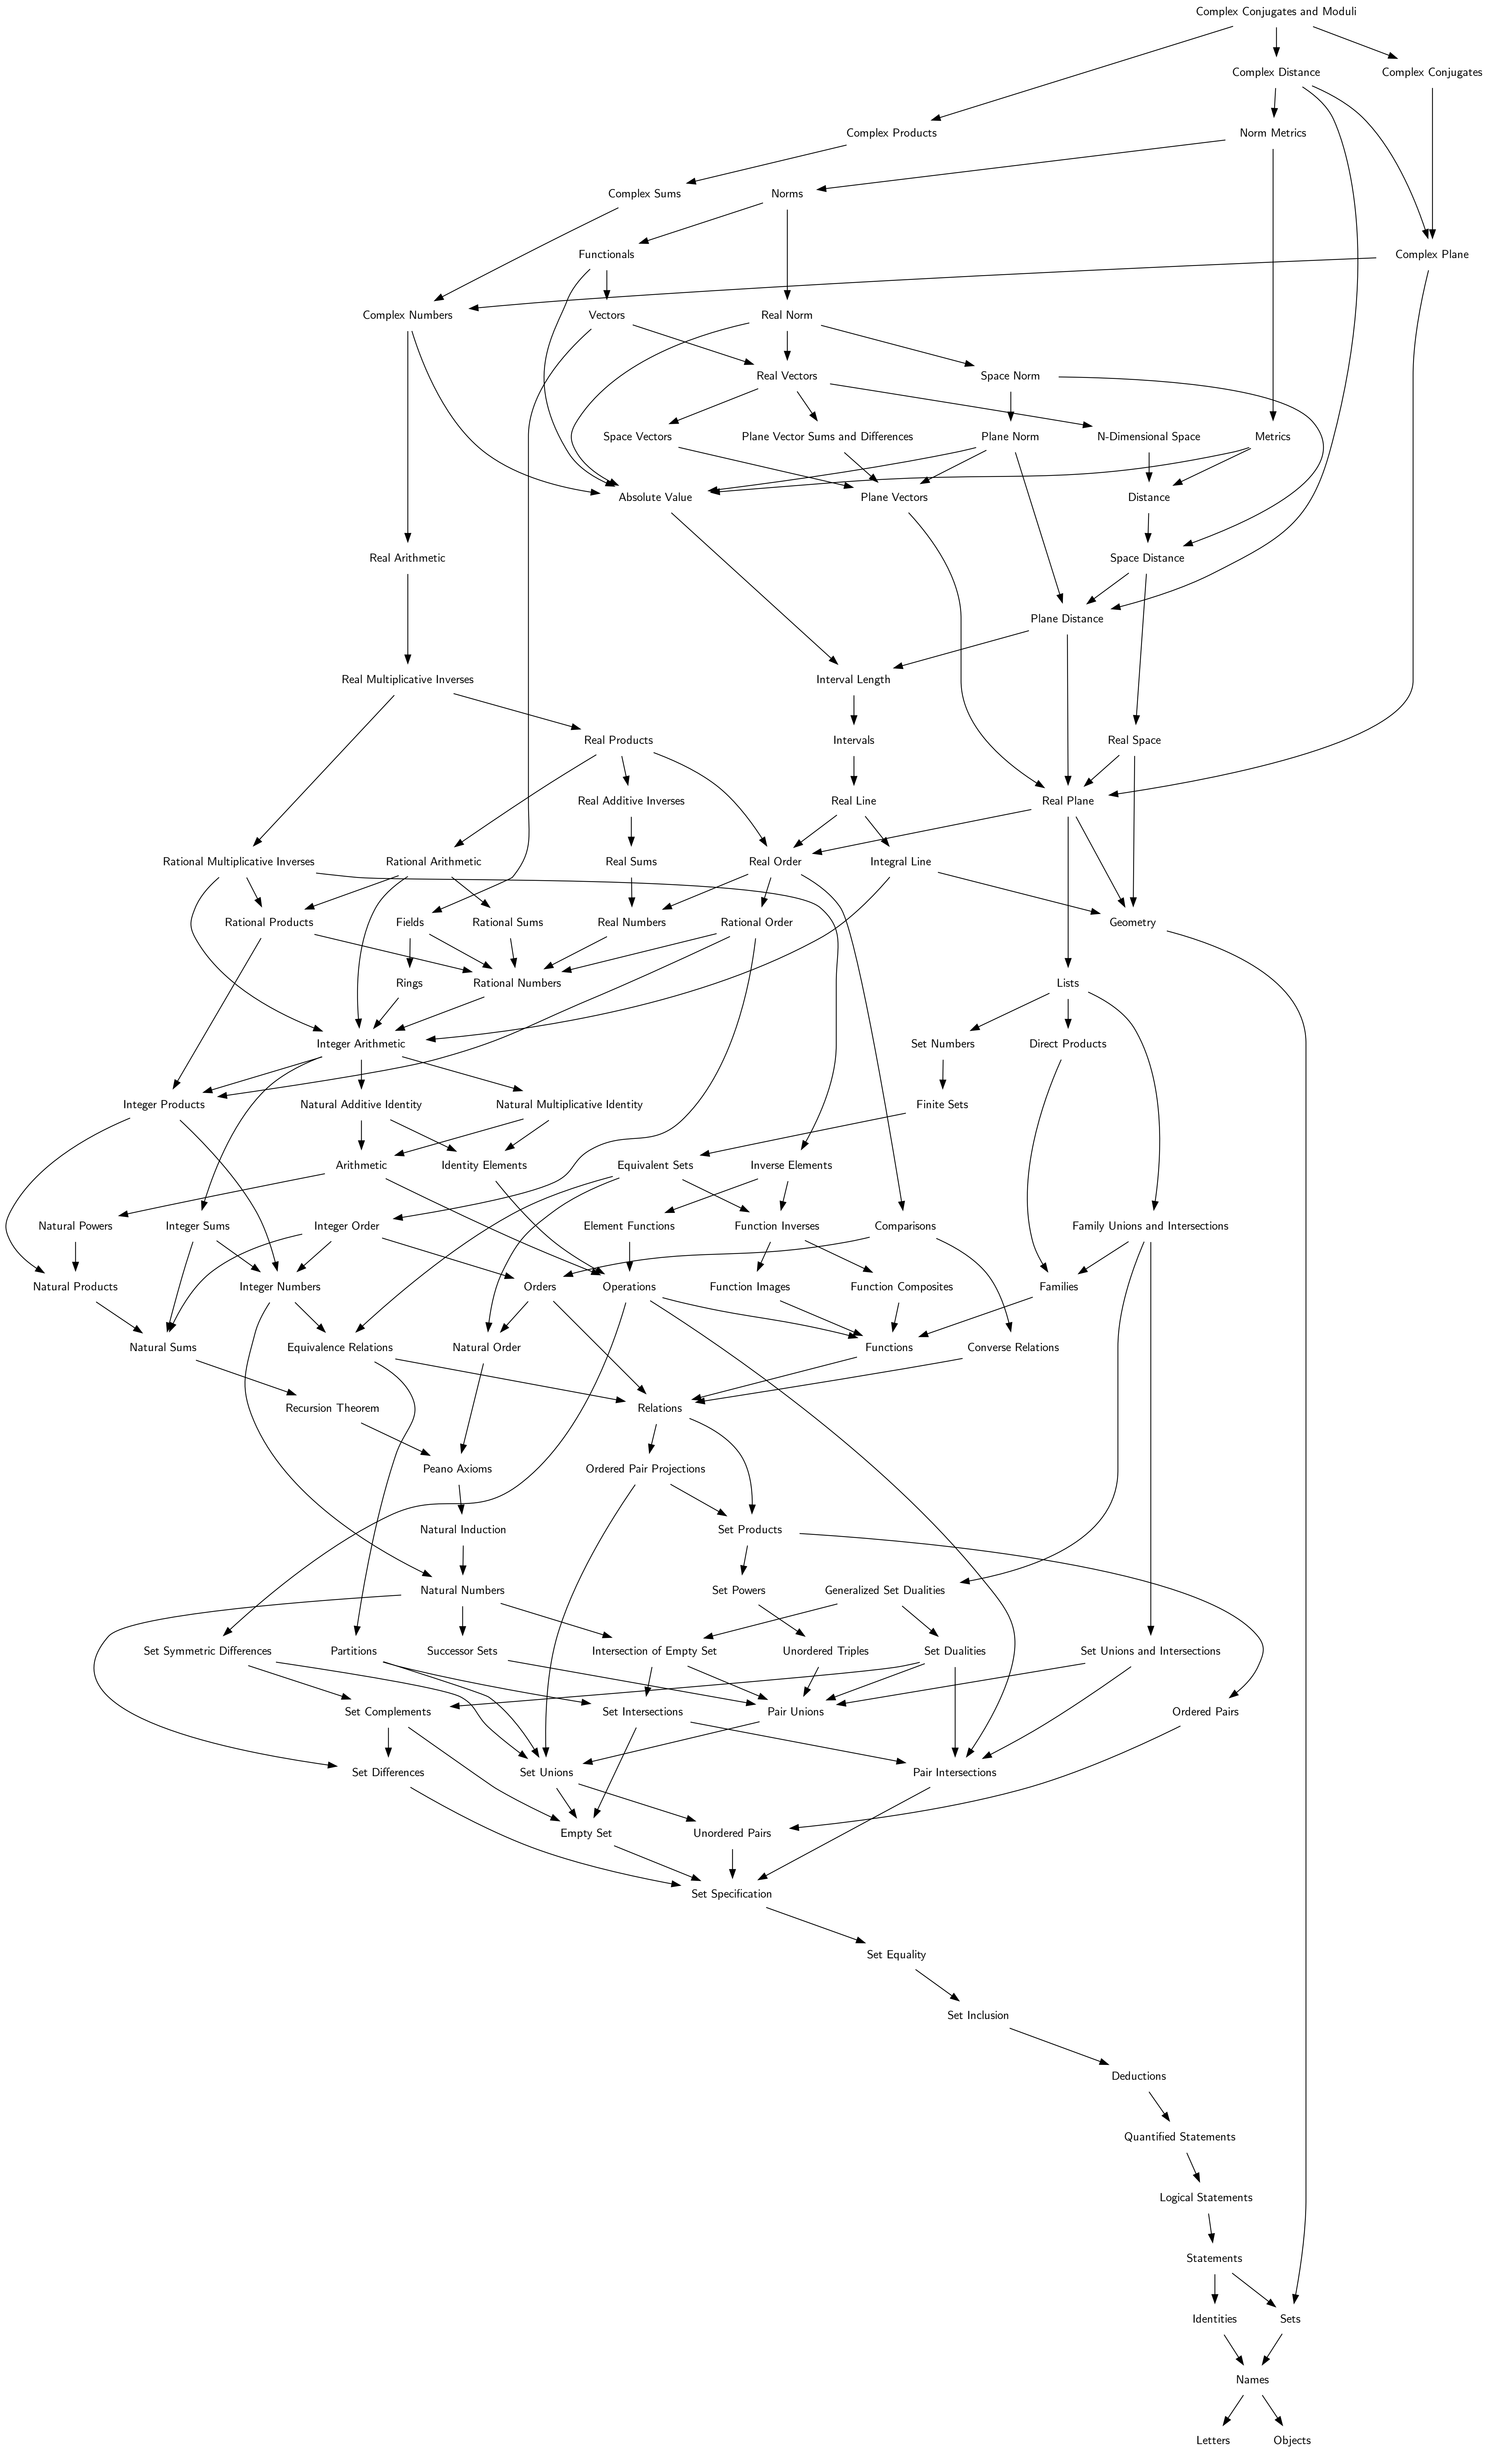 Complex Conjugates and Moduli
Complex Distance
Complex Conjugates
Complex Products
Norm Metrics
Complex Sums
Norms
Functionals
Complex Plane
Complex Numbers
Vectors
Real Norm
Real Vectors
Space Norm
Space Vectors
Plane Vector Sums and Differences
Plane Norm
N-Dimensional Space
Metrics
Absolute Value
Plane Vectors
Distance
Real Arithmetic
Space Distance
Plane Distance
Real Multiplicative Inverses
Interval Length
Real Products
Intervals
Real Space
Real Additive Inverses
Real Line
Real Plane
Rational Multiplicative Inverses
Rational Arithmetic
Real Sums
Real Order
Integral Line
Rational Products
Fields
Rational Sums
Real Numbers
Rational Order
Geometry
Rings
Rational Numbers
Lists
Integer Arithmetic
Set Numbers
Direct Products
Integer Products
Natural Additive Identity
Natural Multiplicative Identity
Finite Sets
Arithmetic
Identity Elements
Equivalent Sets
Inverse Elements
Natural Powers
Integer Sums
Integer Order
Element Functions
Function Inverses
Comparisons
Family Unions and Intersections
Natural Products
Integer Numbers
Orders
Operations
Function Images
Function Composites
Families
Natural Sums
Equivalence Relations
Natural Order
Functions
Converse Relations
Recursion Theorem
Relations
Peano Axioms
Ordered Pair Projections
Natural Induction
Set Products
Natural Numbers
Set Powers
Generalized Set Dualities
Set Symmetric Differences
Partitions
Successor Sets
Intersection of Empty Set
Unordered Triples
Set Dualities
Set Unions and Intersections
Set Complements
Set Intersections
Pair Unions
Ordered Pairs
Set Differences
Set Unions
Pair Intersections
Empty Set
Unordered Pairs
Set Specification
Set Equality
Set Inclusion
Deductions
Quantified Statements
Logical Statements
Statements
Identities
Sets
Names
Letters
Objects